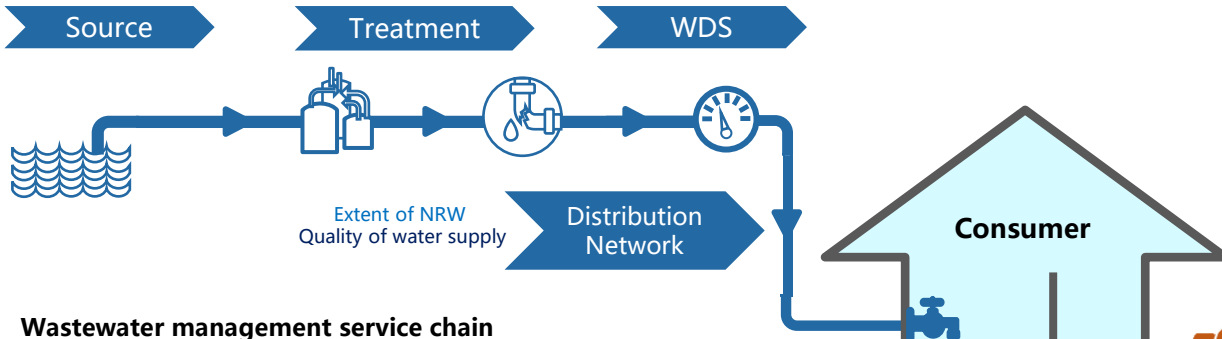 Source
Treatment
WDS
Extent of NRW
Quality of water supply
Distribution
Network
Consumer
Wastewater management service chain